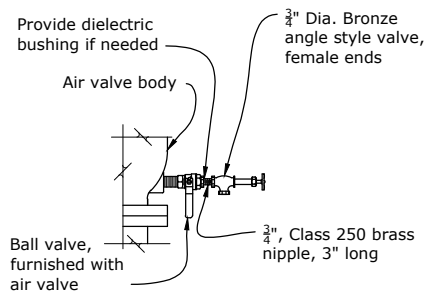 Provide dielectric
bushing if needed
Air valve body
3/4" Dia. Bronze
angle style valve,
female ends
Ball valve,
furnished with
air valve
3/4", Class 250 brass
nipple, 3" long